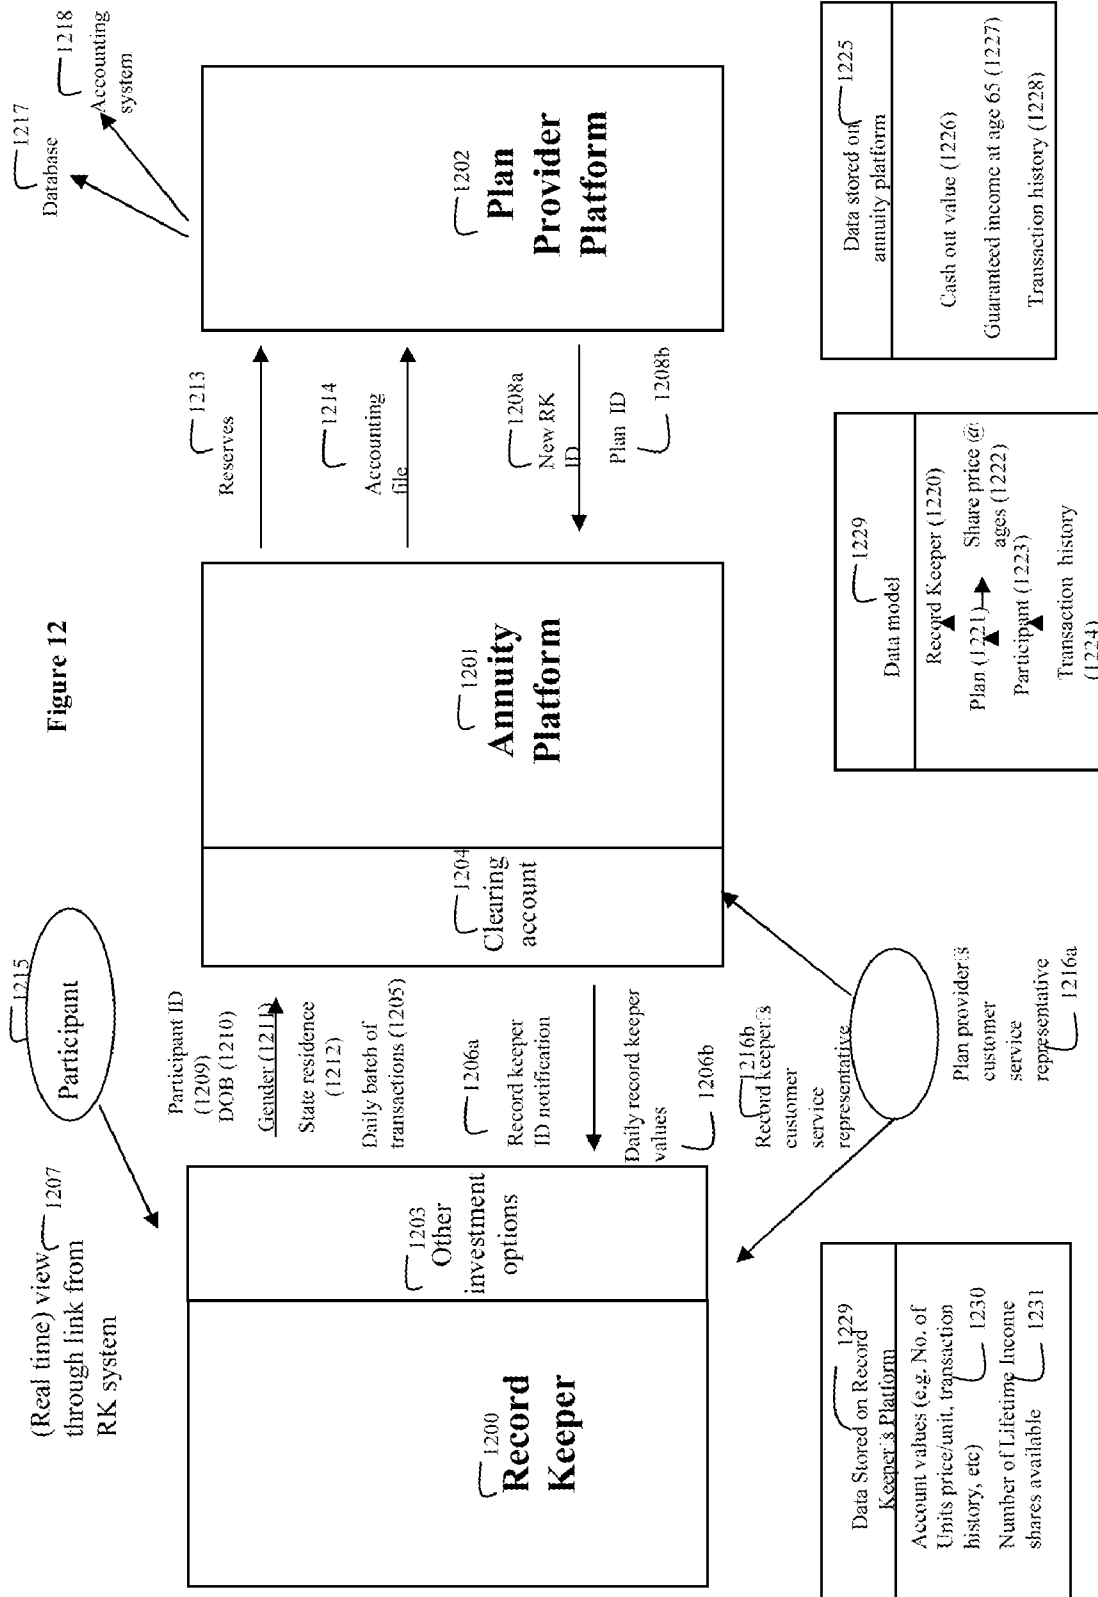 Figure 12
(Real time) view
1207
through link from
RK system
1215
Participant
1217
Database
1218
Accounting
system
1200
Record
Keeper
1203
Other
investment
options
Participant ID
(1209)
DOB (1210)
Gender (1211)
State residence
(1212)
Daily batch of
transactions (1205)
1206a
Record keeper
ID notification
Daily record keeper
values
1206b
1204
Clearing
account
1201
Annuity
Platform
1213
Reserves
1214
Accounting
file
1208a
New RK
ID
Plan ID
1208b
1202
Plan
Provider
Platform
1216b
Record keeper's
customer
service
representative
Plan provider's
customer
service
representative
1216a
1229
Data Stored on Record
Keeper's Platform
Account values (e.g. No. of
Units price/unit, transaction
history, etc)
1230
Number of Lifetime Income
shares available
1231
1229
Data model
Record Keeper (1220)
Plan (1221)
Share price @
ages (1222)
Participant (1223)
Transaction history
(1224)
1225
Data stored on
annuity platform
Cash out value (1226)
Guaranteed income at age 65 (1227)
Transaction history (1228)